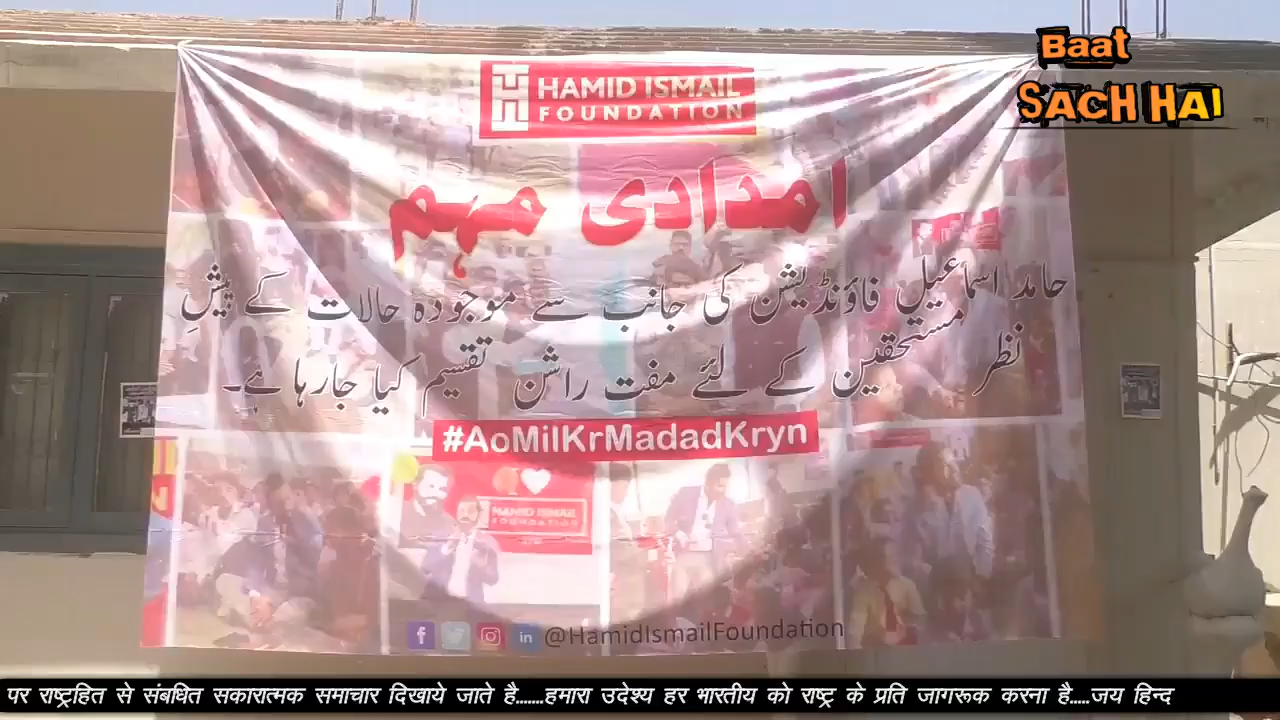 Baat
SACH HAI
HAMID ISMAIL
FOUNDATION
امدادی مہم
حامد اسماعیل فاؤنڈیشن کی جانب سے موجودہ حالات کے پیشِ
نظر مستحقین کے لئے مفت راشن تقسیم کیا جارہا ہے۔
#AoMilKrMadadKryn
HAMID ISMAIL
FOUNDATION
@HamidIsmailFoundation
पर राष्ट्रहित से संबधित सकारात्मक समाचार दिखाये जाते है.......हमारा उदेश्य हर भारतीय को राष्ट्र के प्रति जागरूक करना है.....जय हिन्द